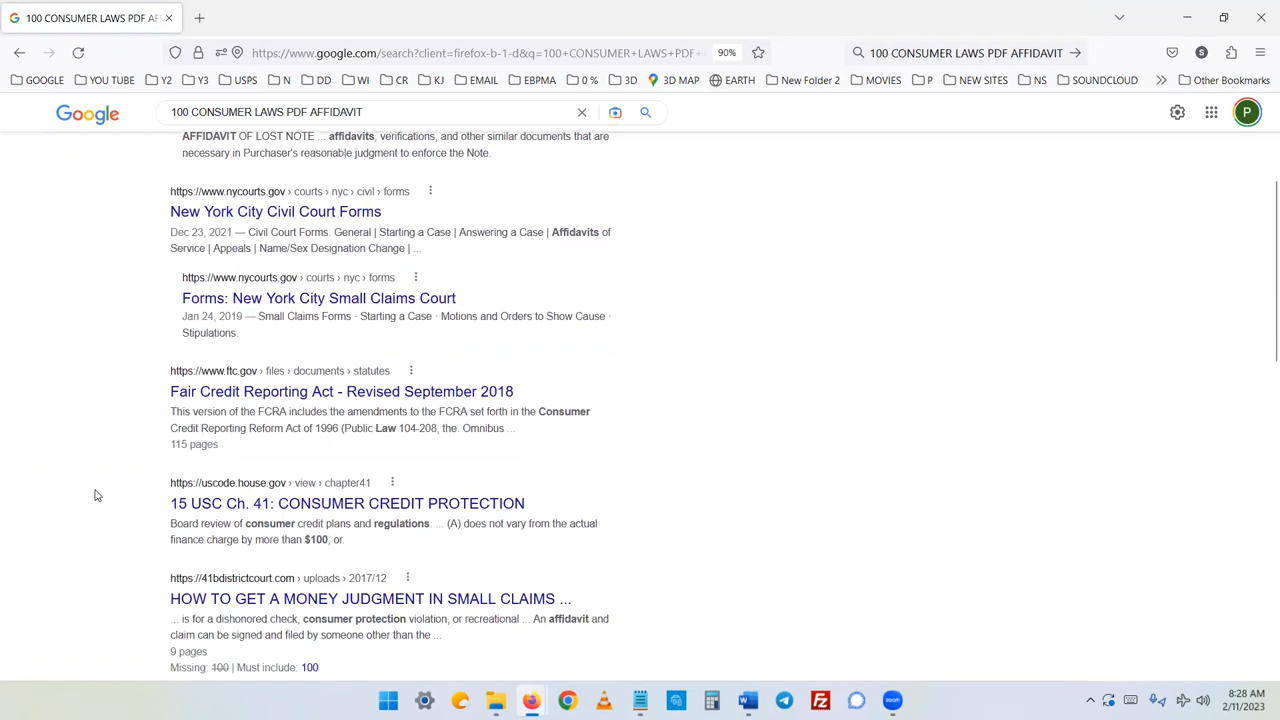 100 CONSUMER LAWS PDF AF
https://www.google.com/search?client=firefox-b-1-d&q=100+CONSUMER+LAWS+PDF
90%
100 CONSUMER LAWS PDF AFFIDAVIT
GOOGLE YOU TUBE Y2 Y3 USPS N DD WI CR KJ EMAIL EBPMA 0 % 3D 3D MAP EARTH New Folder 2 MOVIES P NEW SITES NS SOUNDCLOUD Other Bookmarks
Google
100 CONSUMER LAWS PDF AFFIDAVIT
P
AFFIDAVIT OF LOST NOTE ... affidavits, verifications, and other similar documents that are
necessary in Purchaser's reasonable judgment to enforce the Note.
https://www.nycourts.gov › courts › nyc › civil › forms
New York City Civil Court Forms
Dec 23, 2021 — Civil Court Forms. General | Starting a Case | Answering a Case | Affidavits of
Service | Appeals | Name/Sex Designation Change | ...
https://www.nycourts.gov › courts › nyc › forms
Forms: New York City Small Claims Court
Jan 24, 2019 — Small Claims Forms · Starting a Case · Motions and Orders to Show Cause ·
Stipulations.
https://www.ftc.gov › files › documents › statutes
Fair Credit Reporting Act - Revised September 2018
This version of the FCRA includes the amendments to the FCRA set forth in the Consumer
Credit Reporting Reform Act of 1996 (Public Law 104-208, the. Omnibus ...
115 pages
https://uscode.house.gov › view › chapter41
15 USC Ch. 41: CONSUMER CREDIT PROTECTION
Board review of consumer credit plans and regulations. ... (A) does not vary from the actual
finance charge by more than $100; or.
https://41bdistrictcourt.com › uploads › 2017/12
HOW TO GET A MONEY JUDGMENT IN SMALL CLAIMS ...
... is for a dishonored check, consumer protection violation, or recreational ... An affidavit and
claim can be signed and filed by someone other than the ...
9 pages
Missing: 100 | Must include: 100
8:28 AM
2/11/2023